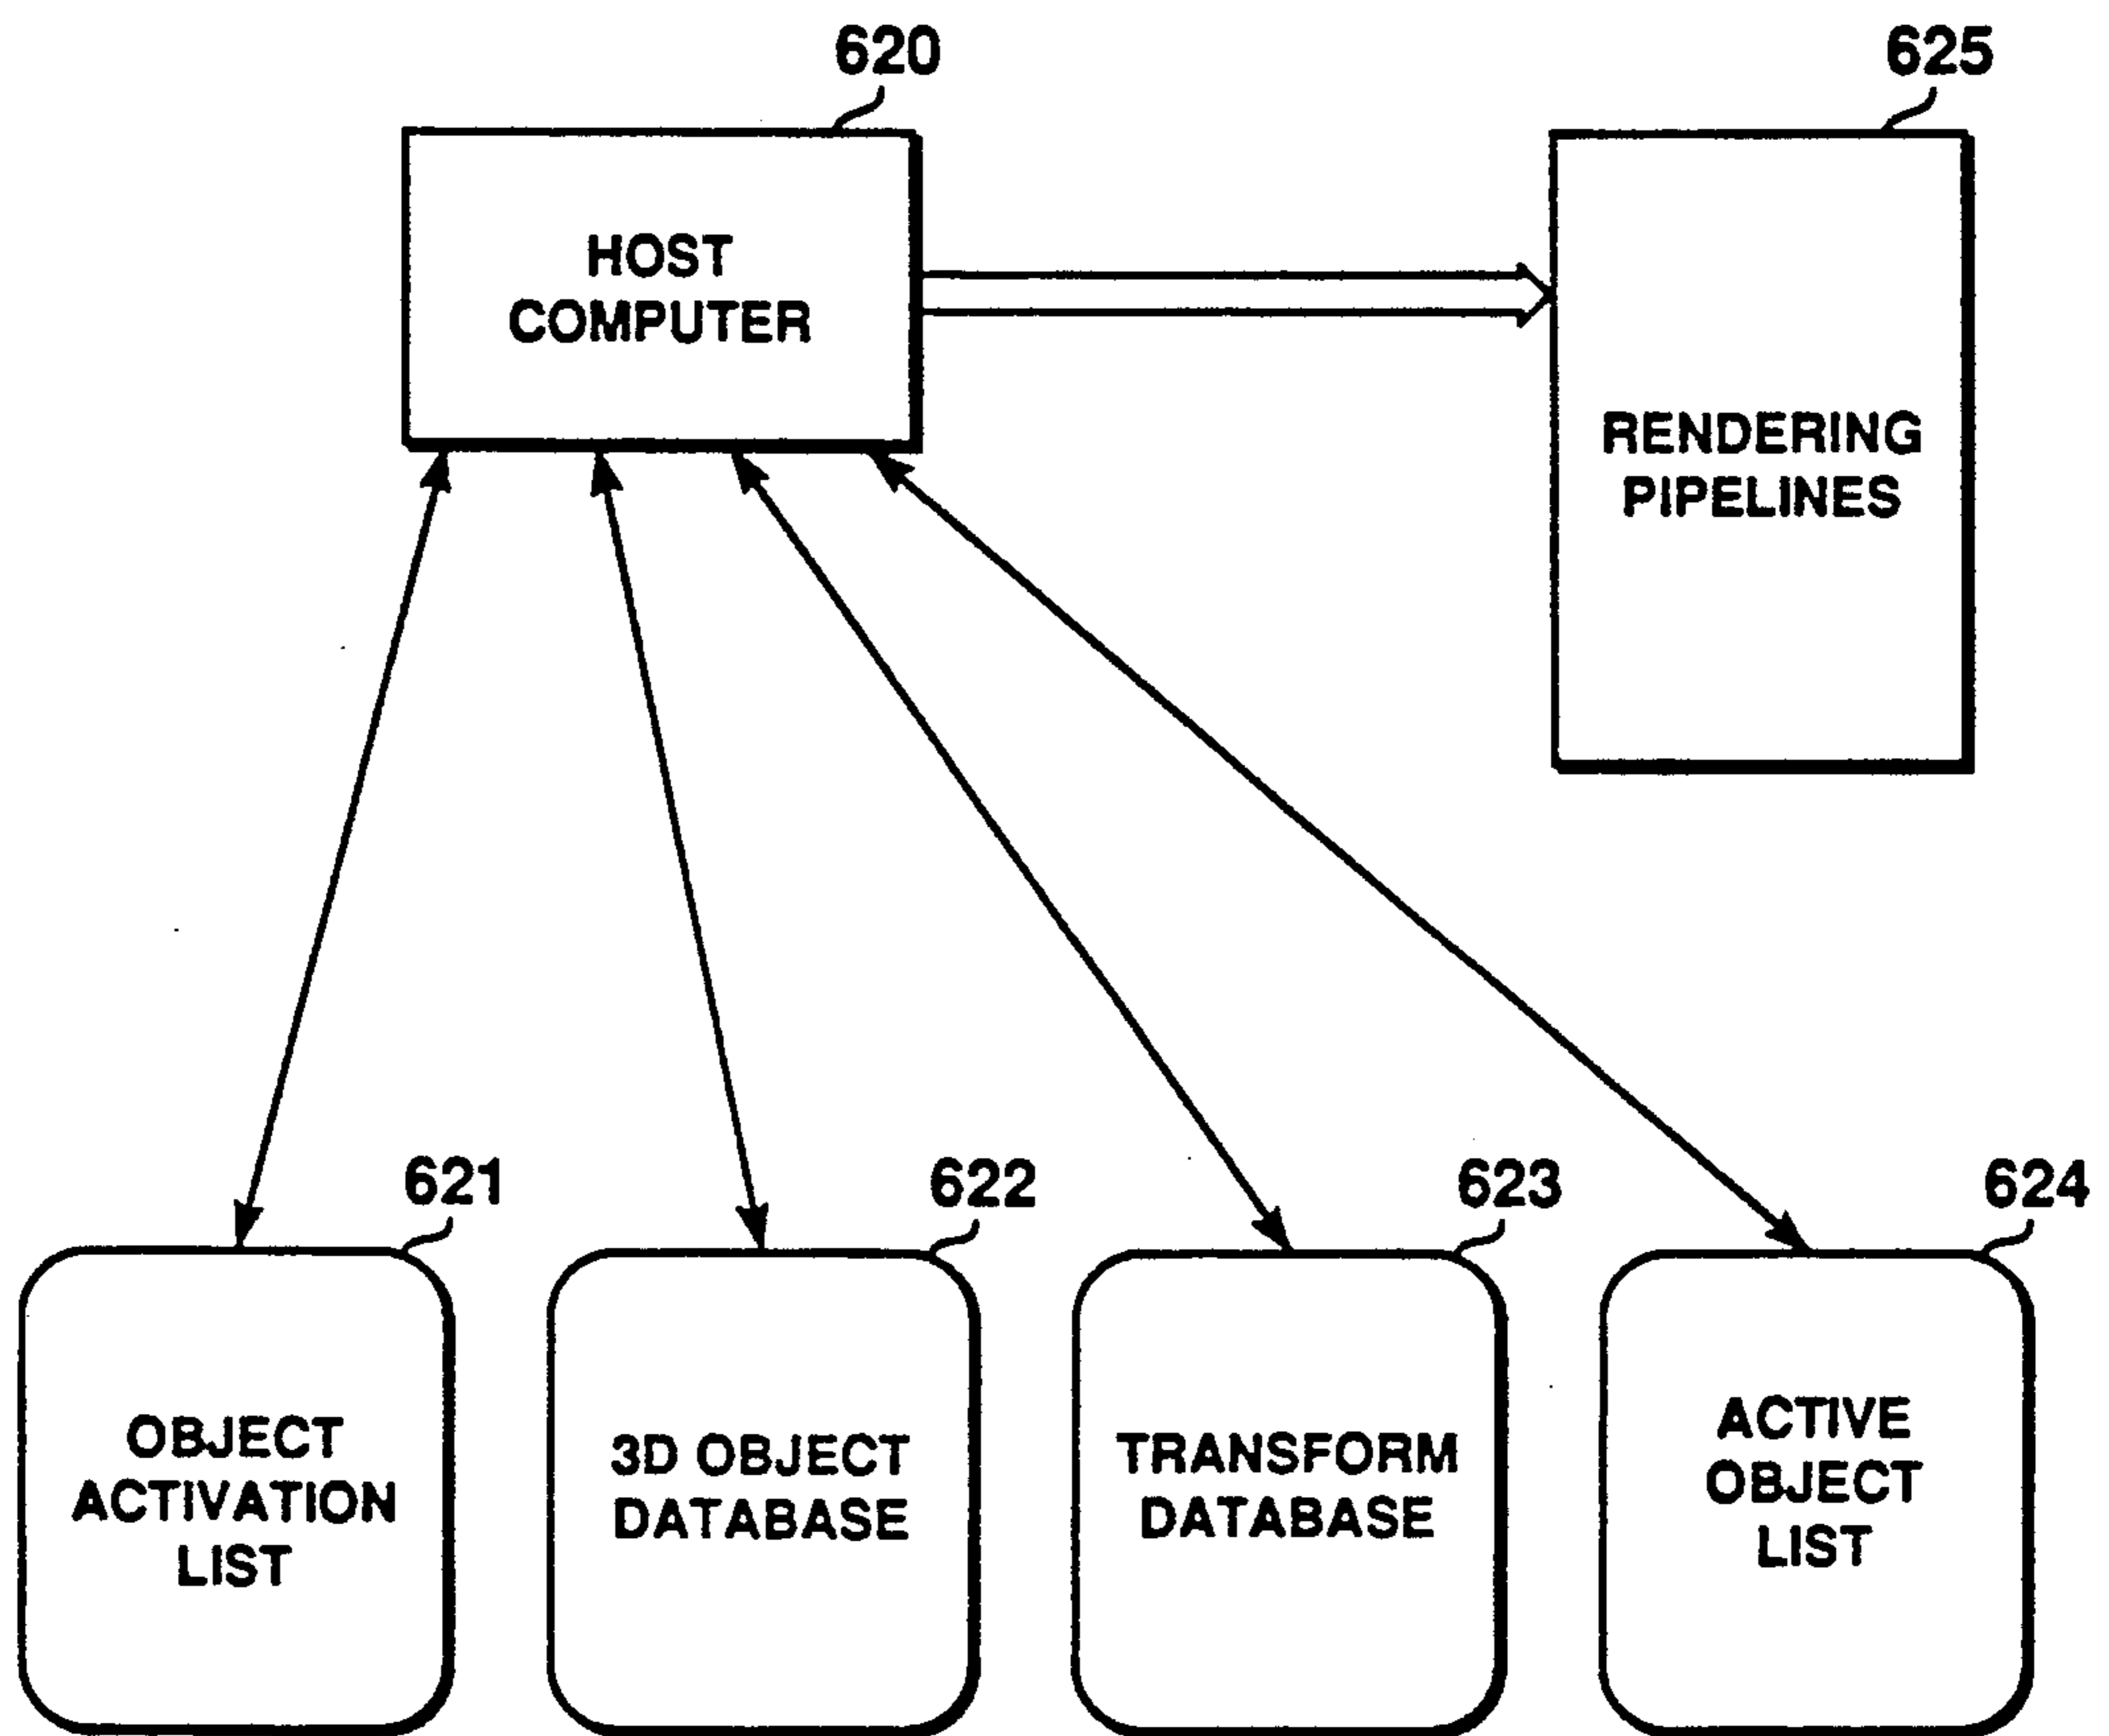 620
625
HOST
COMPUTER
RENDERING
PIPELINES
621
622
623
624
OBJECT
ACTIVATION
LIST
3D OBJECT
DATABASE
TRANSFORM
DATABASE
ACTIVE
OBJECT
LIST